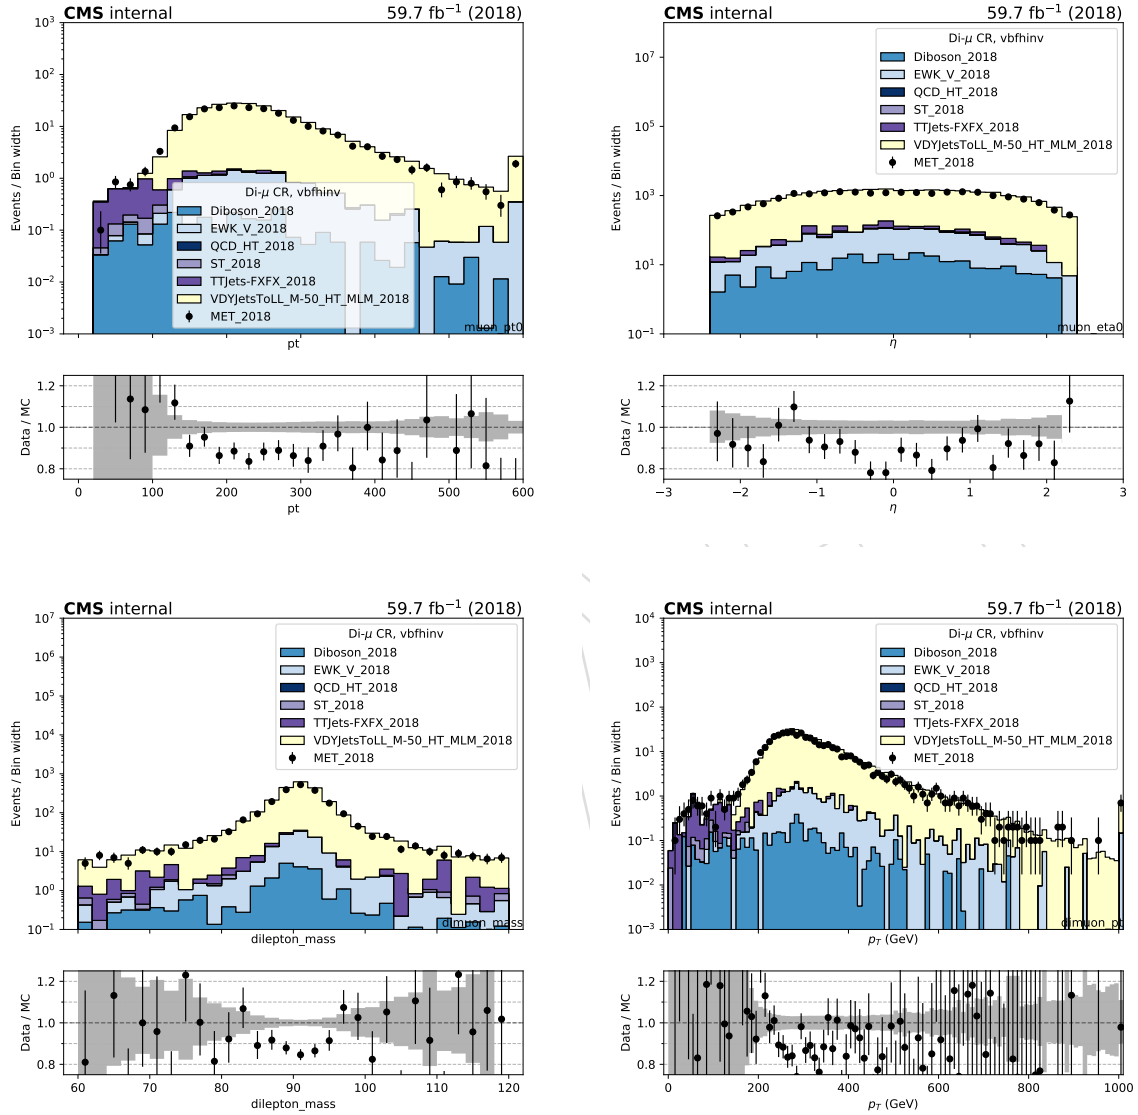 CMS internal 59.7 fb⁻¹ (2018)
10³
10²
10¹
10⁰
10⁻¹
10⁻²
10⁻³
Events / Bin width
Di-μ CR, vbfhinv
Diboson_2018
EWK_V_2018
QCD_HT_2018
ST_2018
TTJets-FXFX_2018
VDYJetsToLL_M-50_HT_MLM_2018
MET_2018
muon_pt0
pt
1.2
1.0
0.8
Data / MC
0 100 200 300 400 500 600
pt
CMS internal 59.7 fb⁻¹ (2018)
10⁷
10⁵
10³
10¹
10⁻¹
Events / Bin width
Di-μ CR, vbfhinv
Diboson_2018
EWK_V_2018
QCD_HT_2018
ST_2018
TTJets-FXFX_2018
VDYJetsToLL_M-50_HT_MLM_2018
MET_2018
muon_eta0
η
1.2
1.0
0.8
Data / MC
−3 −2 −1 0 1 2 3
η
CMS internal 59.7 fb⁻¹ (2018)
10⁷
10⁶
10⁵
10⁴
10³
10²
10¹
10⁰
10⁻¹
Events / Bin width
Di-μ CR, vbfhinv
Diboson_2018
EWK_V_2018
QCD_HT_2018
ST_2018
TTJets-FXFX_2018
VDYJetsToLL_M-50_HT_MLM_2018
MET_2018
dimuon_mass
dilepton_mass
1.2
1.0
0.8
Data / MC
60 70 80 90 100 110 120
dilepton_mass
CMS internal 59.7 fb⁻¹ (2018)
10⁴
10³
10²
10¹
10⁰
10⁻¹
10⁻²
10⁻³
Events / Bin width
Di-μ CR, vbfhinv
Diboson_2018
EWK_V_2018
QCD_HT_2018
ST_2018
TTJets-FXFX_2018
VDYJetsToLL_M-50_HT_MLM_2018
MET_2018
dimuon_pt
p_T (GeV)
1.2
1.0
0.8
Data / MC
0 200 400 600 800 1000
p_T (GeV)